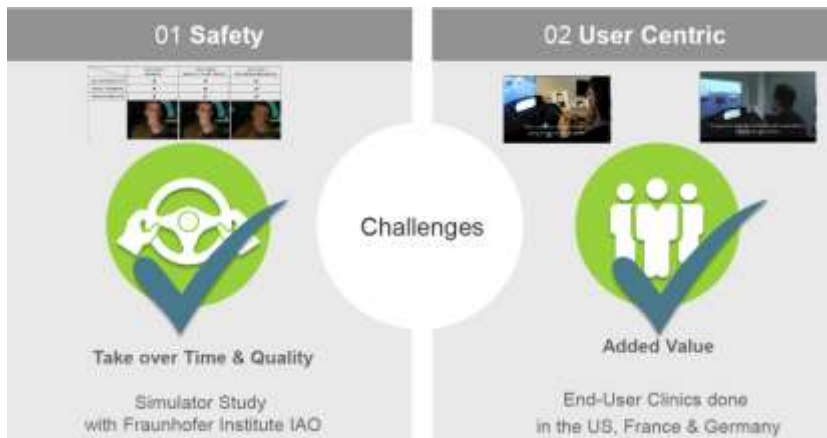 01 Safety
02 User Centric
Challenges
Take over Time & Quality
Simulator Study
with Fraunhofer Institute IAO
Added Value
End-User Clinics done
in the US, France & Germany